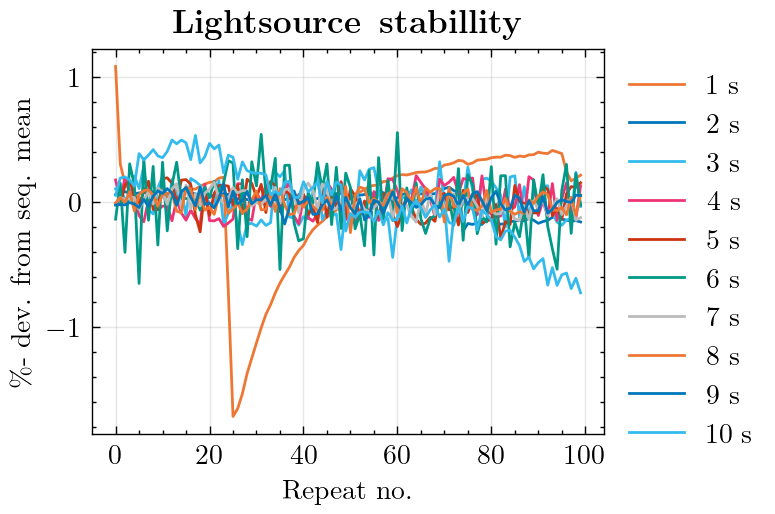 Lightsource stabillity
%- dev. from seq. mean
1
0
−1
0 20 40 60 80 100
Repeat no.
1 s
2 s
3 s
4 s
5 s
6 s
7 s
8 s
9 s
10 s